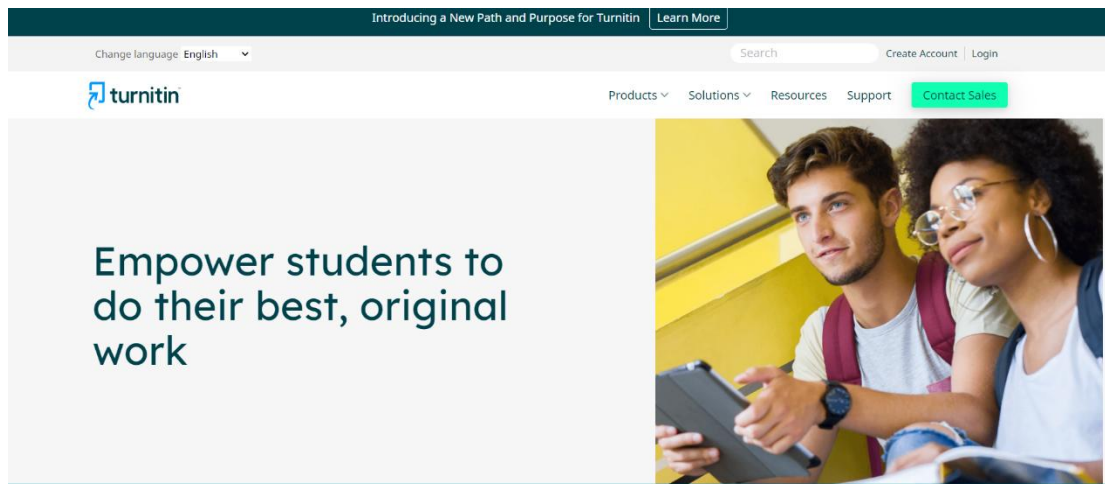 Introducing a New Path and Purpose for Turnitin Learn More
Change language English Search Create Account Login
turnitin Products Solutions Resources Support Contact Sales
Empower students to
do their best, original
work